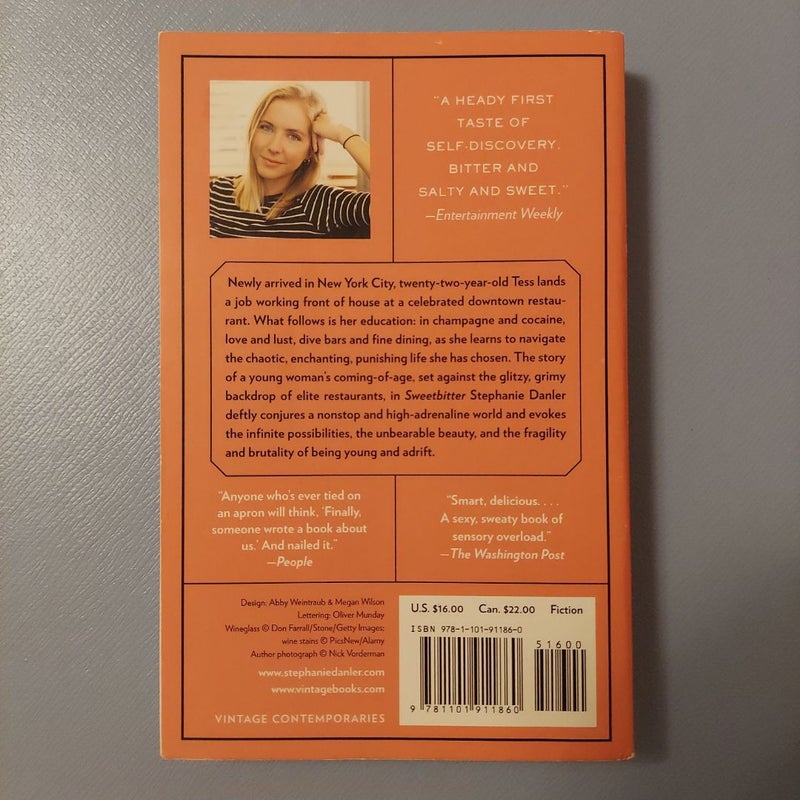 "A HEADY FIRST
TASTE OF
SELF-DISCOVERY.
BITTER AND
SALTY AND SWEET."
—Entertainment Weekly
Newly arrived in New York City, twenty-two-year-old Tess lands
a job working front of house at a celebrated downtown restau-
rant. What follows is her education: in champagne and cocaine,
love and lust, dive bars and fine dining, as she learns to navigate
the chaotic, enchanting, punishing life she has chosen. The story
of a young woman's coming-of-age, set against the glitzy, grimy
backdrop of elite restaurants, in Sweetbitter Stephanie Danler
deftly conjures a nonstop and high-adrenaline world and evokes
the infinite possibilities, the unbearable beauty, and the fragility
and brutality of being young and adrift.
"Anyone who's ever tied on
an apron will think, 'Finally,
someone wrote a book about
us.' And nailed it."
—People
"Smart, delicious. . . .
A sexy, sweaty book of
sensory overload."
—The Washington Post
Design: Abby Weintraub & Megan Wilson
Lettering: Oliver Munday
Wineglass © Don Farrall/Stone/Getty Images;
wine stains © PicsNew/Alamy
Author photograph © Nick Vorderman
www.stephaniedanler.com
www.vintagebooks.com
VINTAGE CONTEMPORARIES
U.S. $16.00 Can. $22.00 Fiction
ISBN 978-1-101-91186-0
51600
9 781101 911860